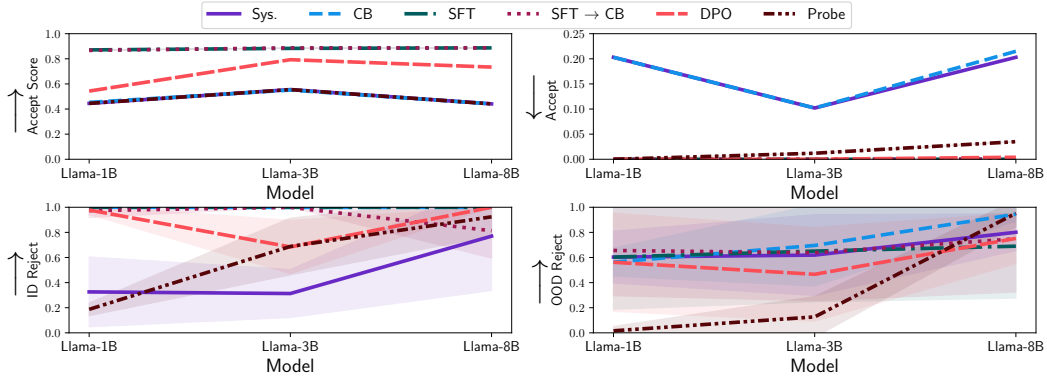 Sys. CB SFT SFT → CB DPO Probe
Accept Score
1.0
0.8
0.6
0.4
0.2
0.0
Llama-1B Llama-3B Llama-8B
Model
Accept
0.25
0.20
0.15
0.10
0.05
0.00
Llama-1B Llama-3B Llama-8B
Model
ID Reject
1.0
0.8
0.6
0.4
0.2
0.0
Llama-1B Llama-3B Llama-8B
Model
OOD Reject
1.0
0.8
0.6
0.4
0.2
0.0
Llama-1B Llama-3B Llama-8B
Model